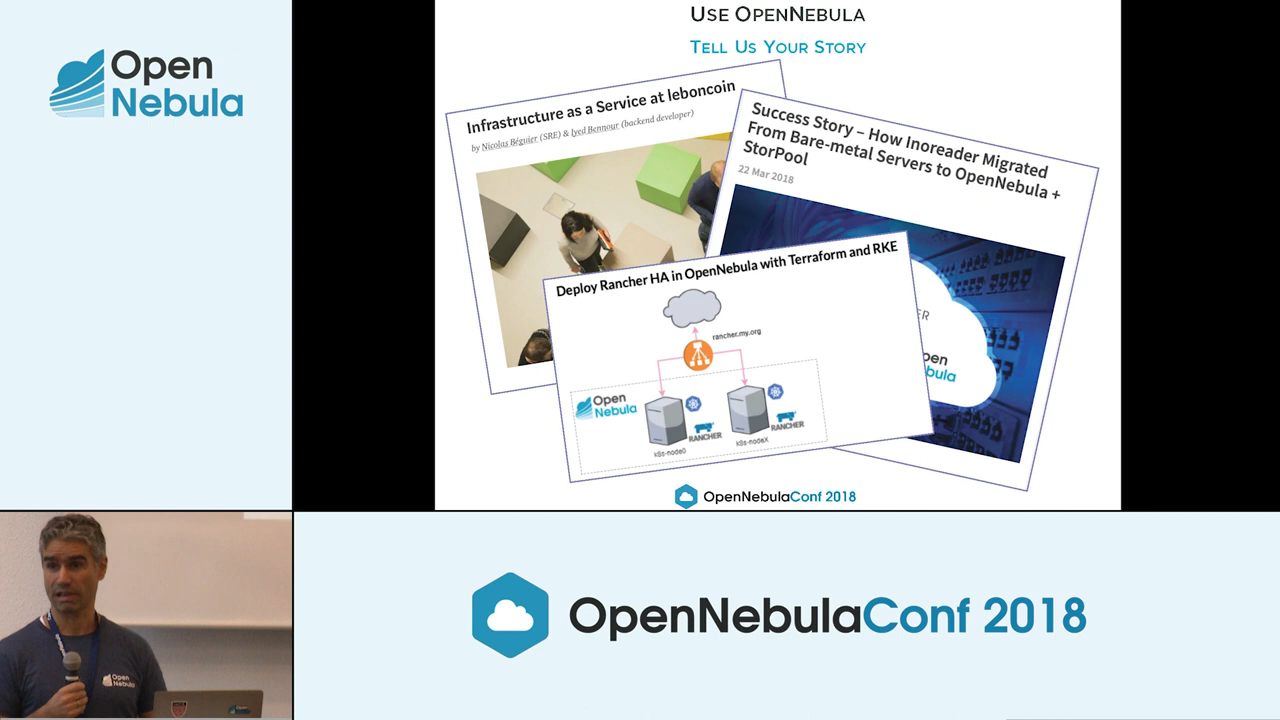 Open
Nebula
USE OPENNEBULA
TELL US YOUR STORY
Infrastructure as a Service at leboncoin
by Nicolas Béguier (SRE) & Iyed Bennour (backend developer)
Success Story – How Inoreader Migrated
From Bare-metal Servers to OpenNebula +
StorPool
22 Mar 2018
Deploy Rancher HA in OpenNebula with Terraform and RKE
rancher.my.org
Open
Nebula
RANCHER
RANCHER
k8s-node0
k8s-nodeX
ER
pen
bula
OpenNebulaConf 2018
Open
Nebula
OpenNebulaConf 2018